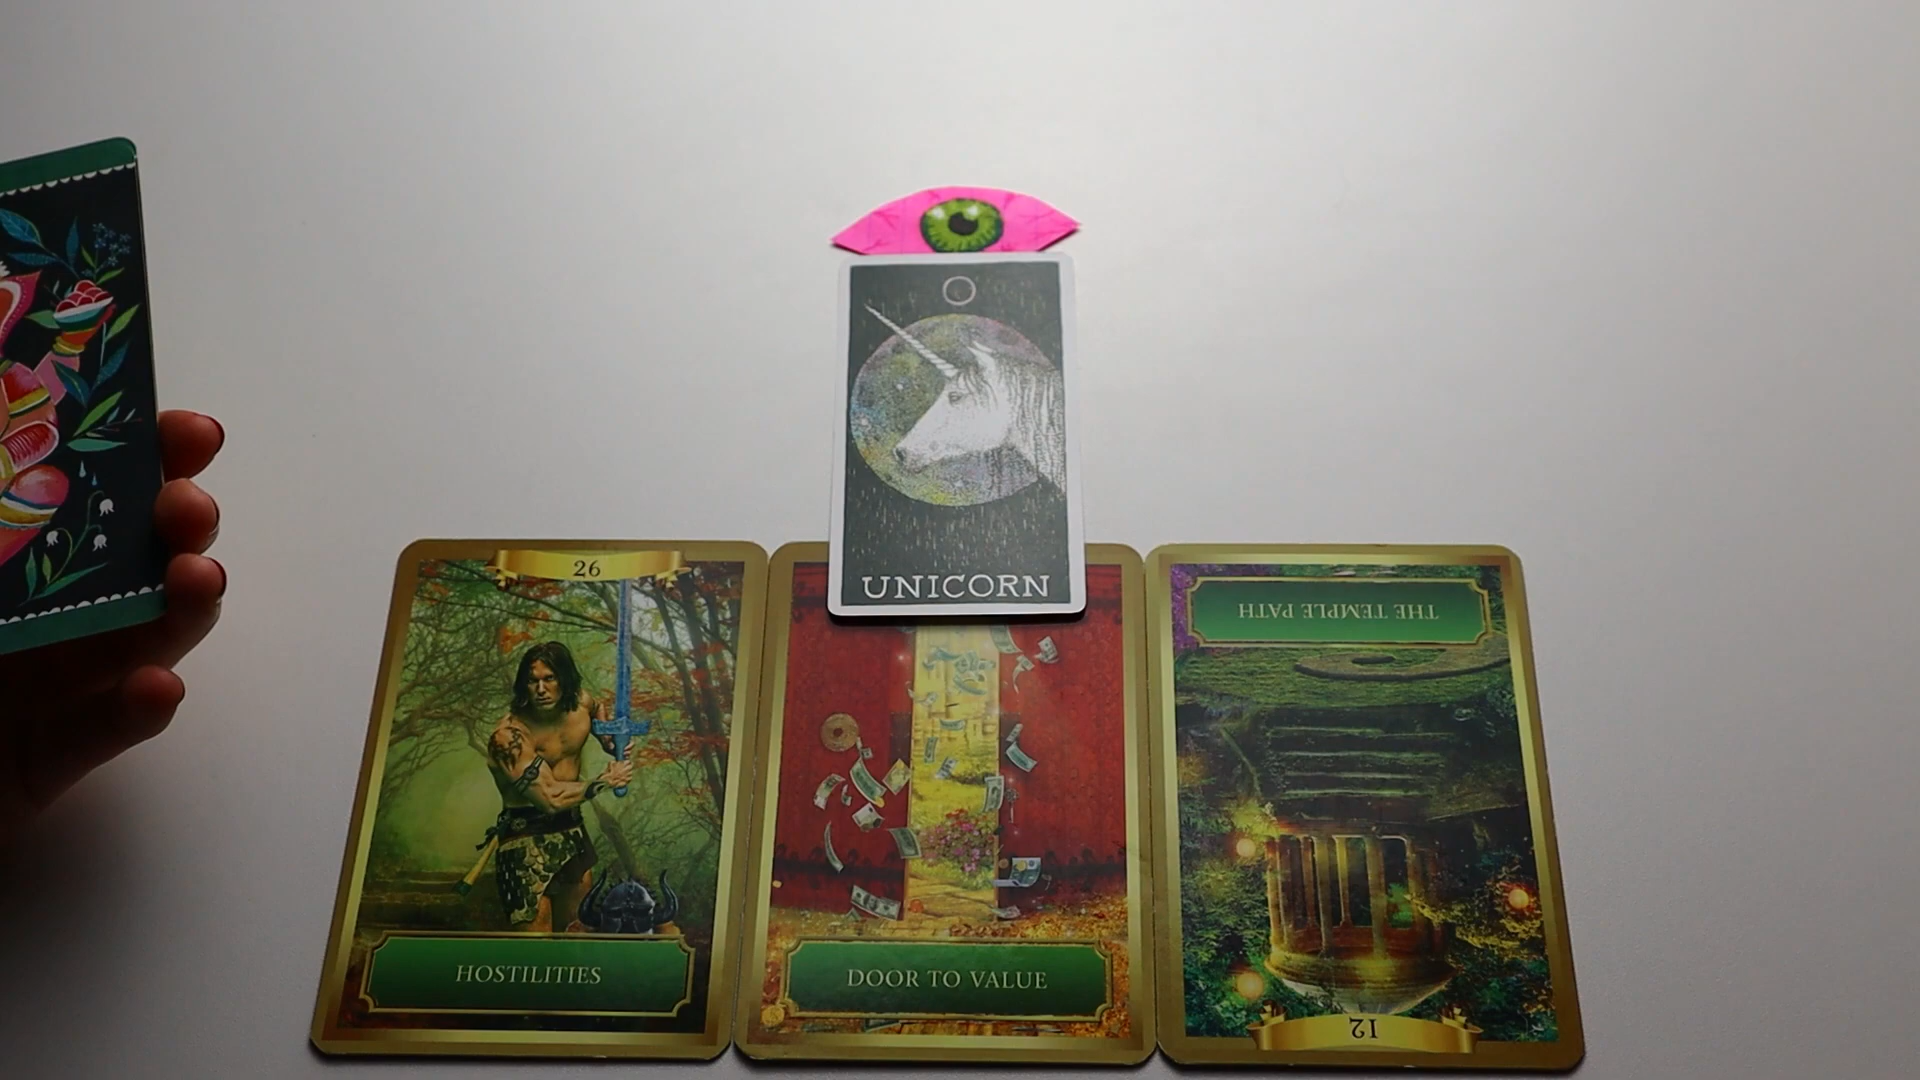 UNICORN
26
HOSTILITIES
DOOR TO VALUE
THE TEMPLE PATH
12